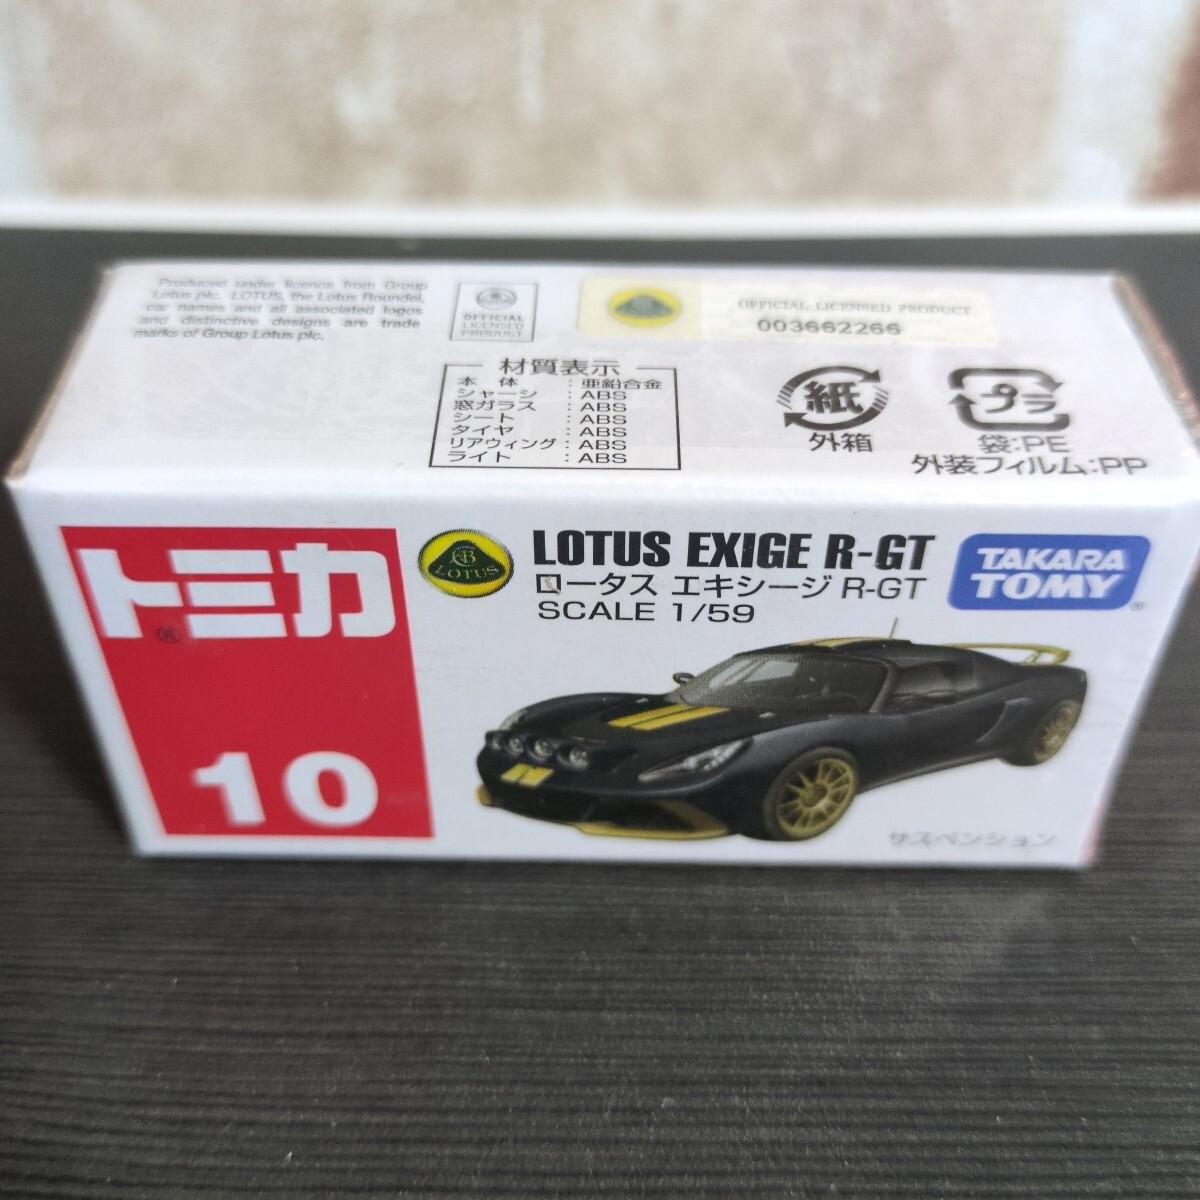 Produced under licence from Group
Lotus plc. LOTUS, the Lotus Roundel,
car names and all associated logos
and distinctive designs are trade
marks of Group Lotus plc.
OFFICIAL
LICENSED
PRODUCT
OFFICIAL LICENSED PRODUCT
003662266
材質表示
本体:亜鉛合金
シャーシ:ABS
窓ガラス:ABS
シート:ABS
タイヤ:ABS
リアウィング:ABS
ライト:ABS
紙
外箱
プラ
袋:PE
外装フィルム:PP
トミカ®
10
LOTUS
LOTUS EXIGE R-GT
ロータス エキシージ R-GT
SCALE 1/59
TAKARA
TOMY®
サスペンション